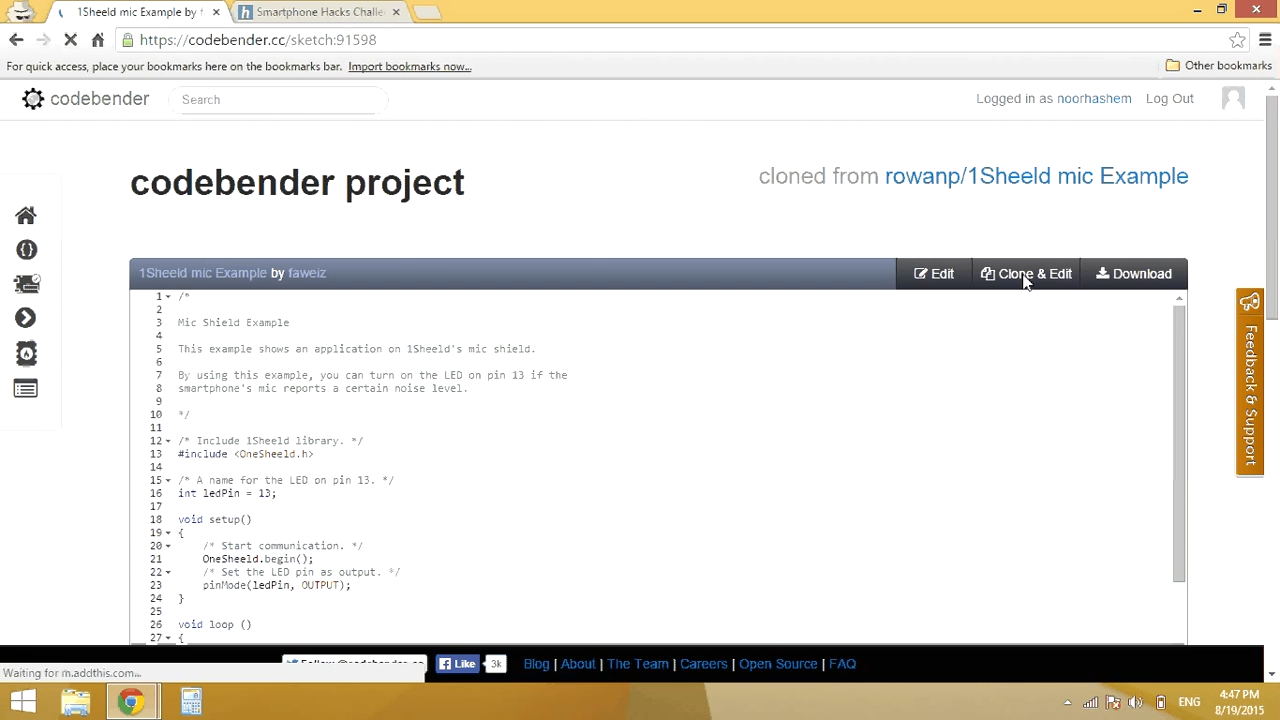 1Sheeld mic Example by f
Smartphone Hacks Challe
https://codebender.cc/sketch:91598
For quick access, place your bookmarks here on the bookmarks bar. Import bookmarks now...
Other bookmarks
codebender
Search
Logged in as noorhashem Log Out
codebender project
cloned from rowanp/1Sheeld mic Example
1Sheeld mic Example by faweiz
Edit
Clone & Edit
Download
1 /*
2
3 Mic Shield Example
4
5 This example shows an application on 1Sheeld's mic shield.
6
7 By using this example, you can turn on the LED on pin 13 if the
8 smartphone's mic reports a certain noise level.
9
10 */
11
12 /* Include 1Sheeld library. */
13 #include <OneSheeld.h>
14
15 /* A name for the LED on pin 13. */
16 int ledPin = 13;
17
18 void setup()
19 {
20 /* Start communication. */
21 OneSheeld.begin();
22 /* Set the LED pin as output. */
23 pinMode(ledPin, OUTPUT);
24 }
25
26 void loop ()
27 {
Feedback & Support
Follow @codebender_cc
Like 3k
Blog | About | The Team | Careers | Open Source | FAQ
Waiting for m.addthis.com...
ENG
4:47 PM
8/19/2015